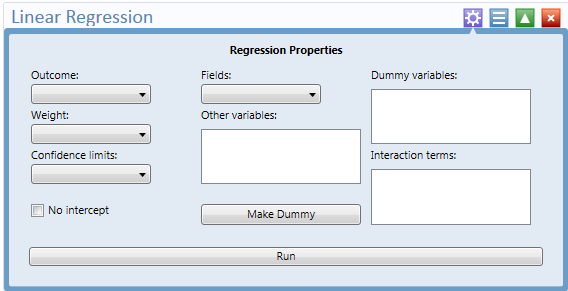 Linear Regression
Regression Properties
Outcome:
Weight:
Confidence limits:
No intercept
Fields:
Other variables:
Make Dummy
Dummy variables:
Interaction terms:
Run